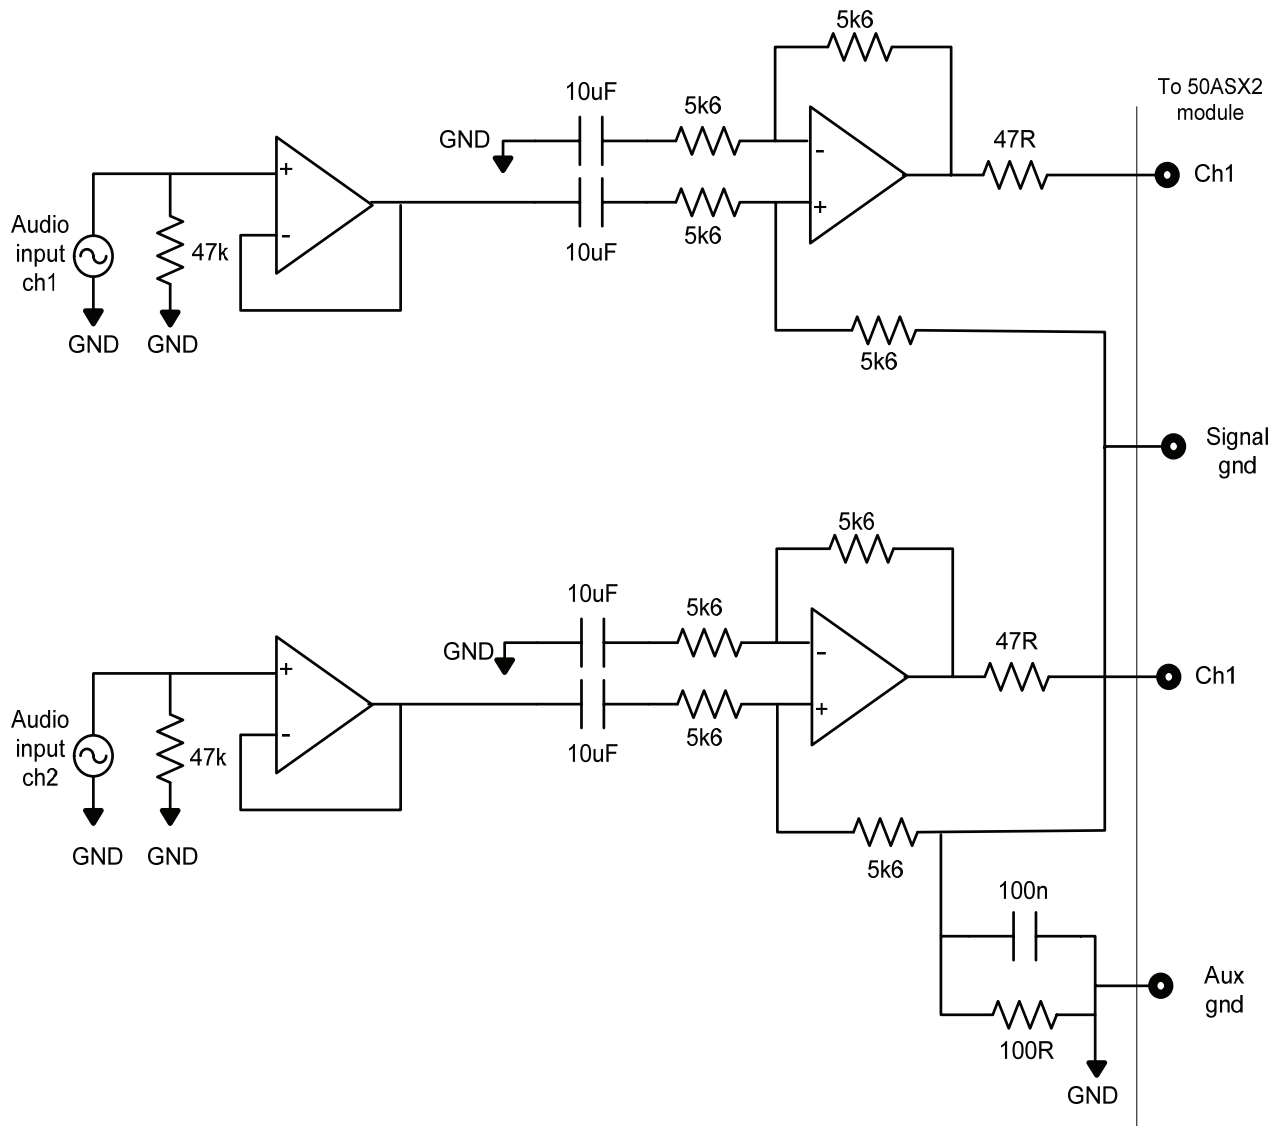 5k6
To 50ASX2
module
10uF
5k6
GND
47R
-
Ch1
+
+
5k6
10uF
Audio
input
ch1
-
47k
GND
GND
5k6
Signal
gnd
5k6
10uF
5k6
GND
47R
-
Ch1
+
+
5k6
10uF
Audio
input
ch2
-
47k
GND
GND
5k6
100n
Aux
gnd
100R
GND